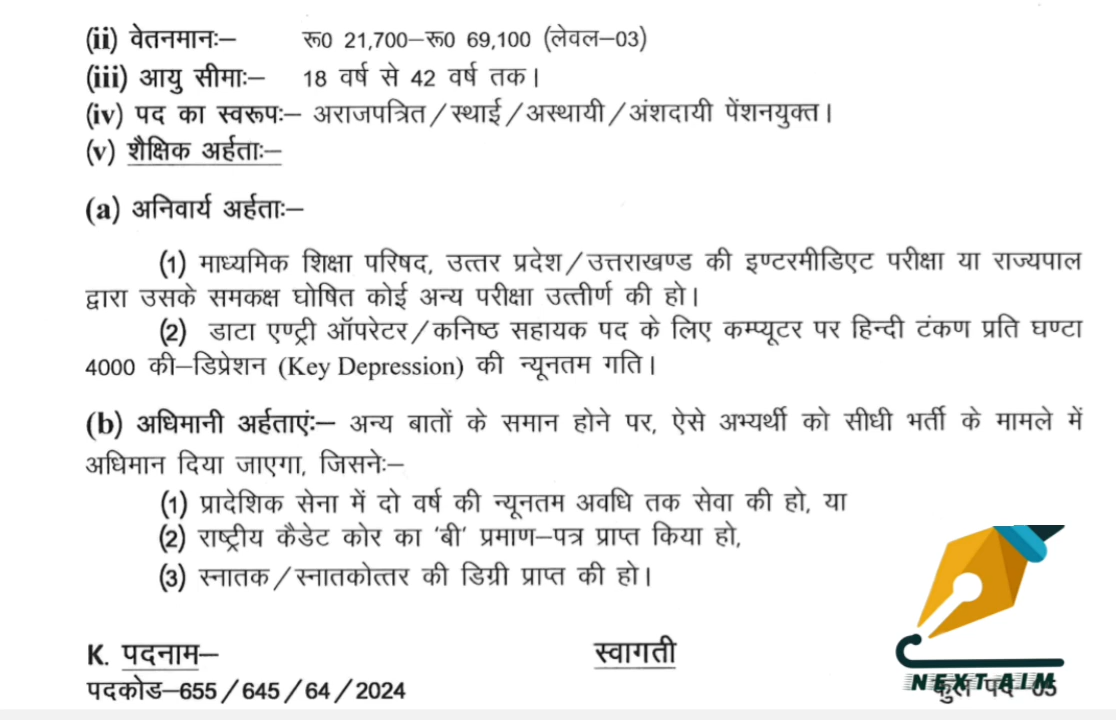 (ii) वेतनमानः– रू0 21,700–रू0 69,100 (लेवल–03)
(iii) आयु सीमाः– 18 वर्ष से 42 वर्ष तक।
(iv) पद का स्वरूपः– अराजपत्रित/स्थाई/अस्थायी/अंशदायी पेंशनयुक्त।
(v) शैक्षिक अर्हताः–
(a) अनिवार्य अर्हताः–
(1) माध्यमिक शिक्षा परिषद, उत्तर प्रदेश/उत्तराखण्ड की इण्टरमीडिएट परीक्षा या राज्यपाल
द्वारा उसके समकक्ष घोषित कोई अन्य परीक्षा उत्तीर्ण की हो।
(2) डाटा एण्ट्री ऑपरेटर/कनिष्ठ सहायक पद के लिए कम्प्यूटर पर हिन्दी टंकण प्रति घण्टा
4000 की–डिप्रेशन (Key Depression) की न्यूनतम गति।
(b) अधिमानी अर्हताएंः– अन्य बातों के समान होने पर, ऐसे अभ्यर्थी को सीधी भर्ती के मामले में
अधिमान दिया जाएगा, जिसनेः–
(1) प्रादेशिक सेना में दो वर्ष की न्यूनतम अवधि तक सेवा की हो, या
(2) राष्ट्रीय कैडेट कोर का 'बी' प्रमाण–पत्र प्राप्त किया हो,
(3) स्नातक/स्नातकोत्तर की डिग्री प्राप्त की हो।
K. पदनाम– स्वागती
पदकोड–655/645/64/2024 कुल पद–05
NEXT AIM